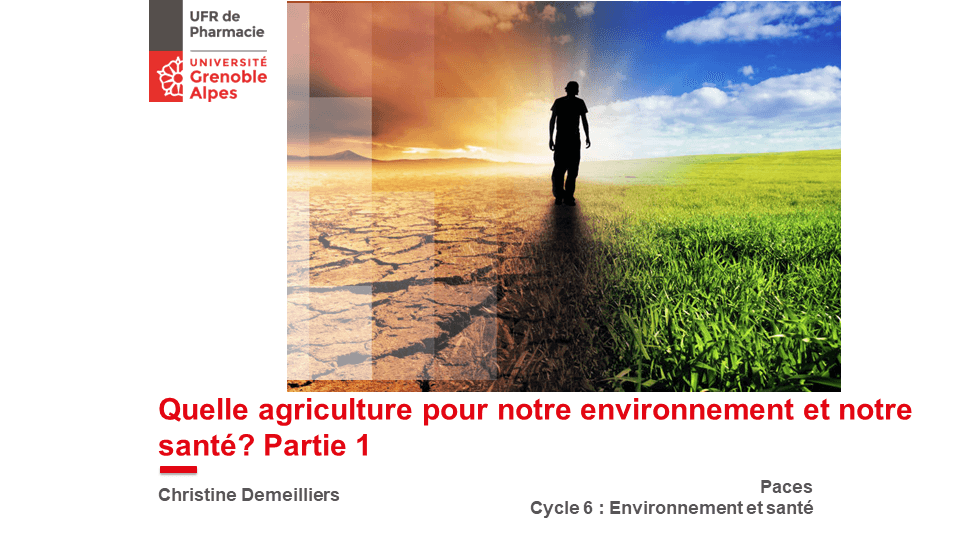 UFR de
Pharmacie
UNIVERSITÉ
Grenoble
Alpes
Quelle agriculture pour notre environnement et notre
santé? Partie 1
Christine Demeilliers
Paces
Cycle 6 : Environnement et santé